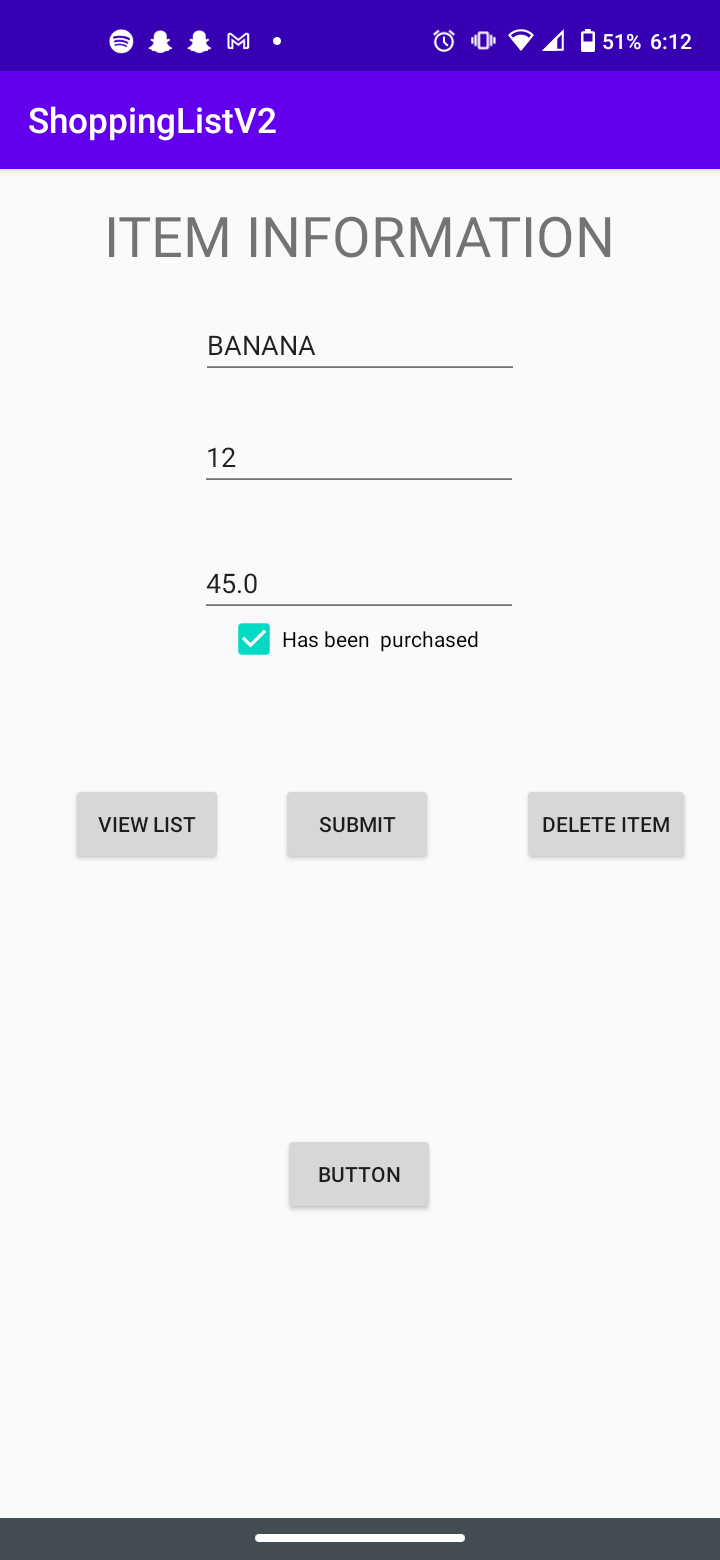 51% 6:12
ShoppingListV2
ITEM INFORMATION
BANANA
12
45.0
Has been  purchased
VIEW LIST SUBMIT DELETE ITEM
BUTTON